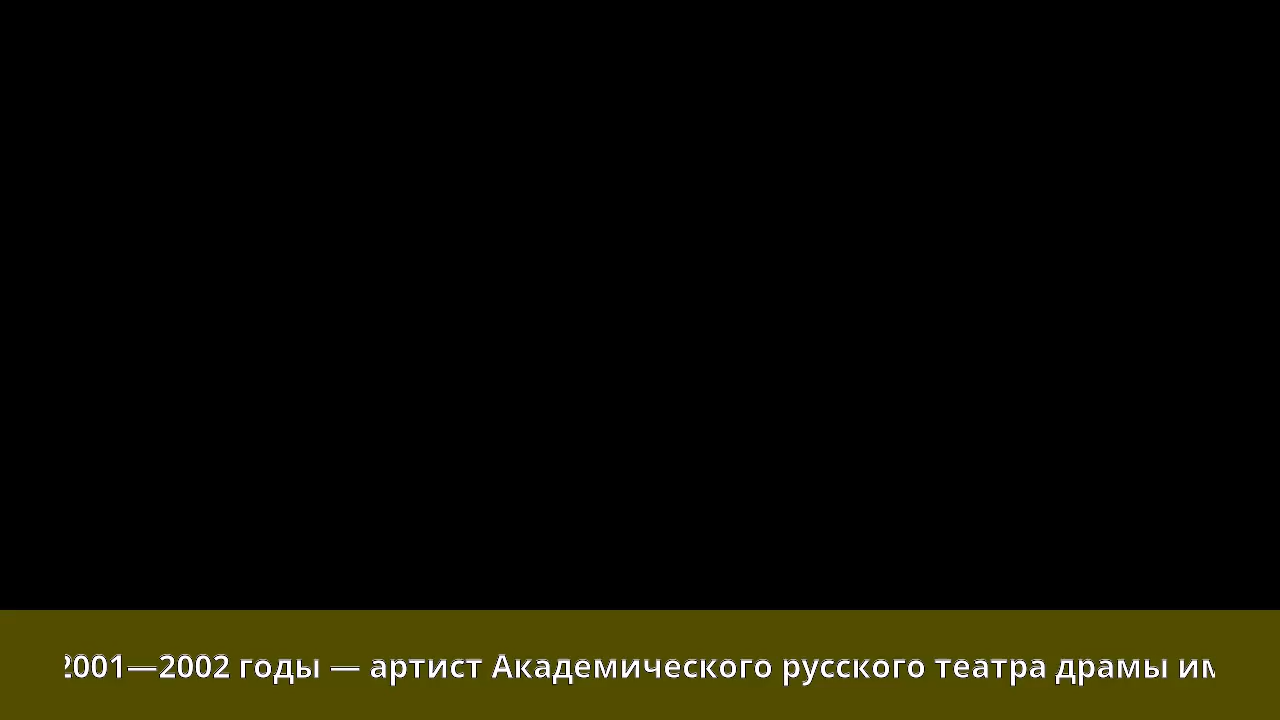 2001—2002 годы — артист Академического русского театра драмы им